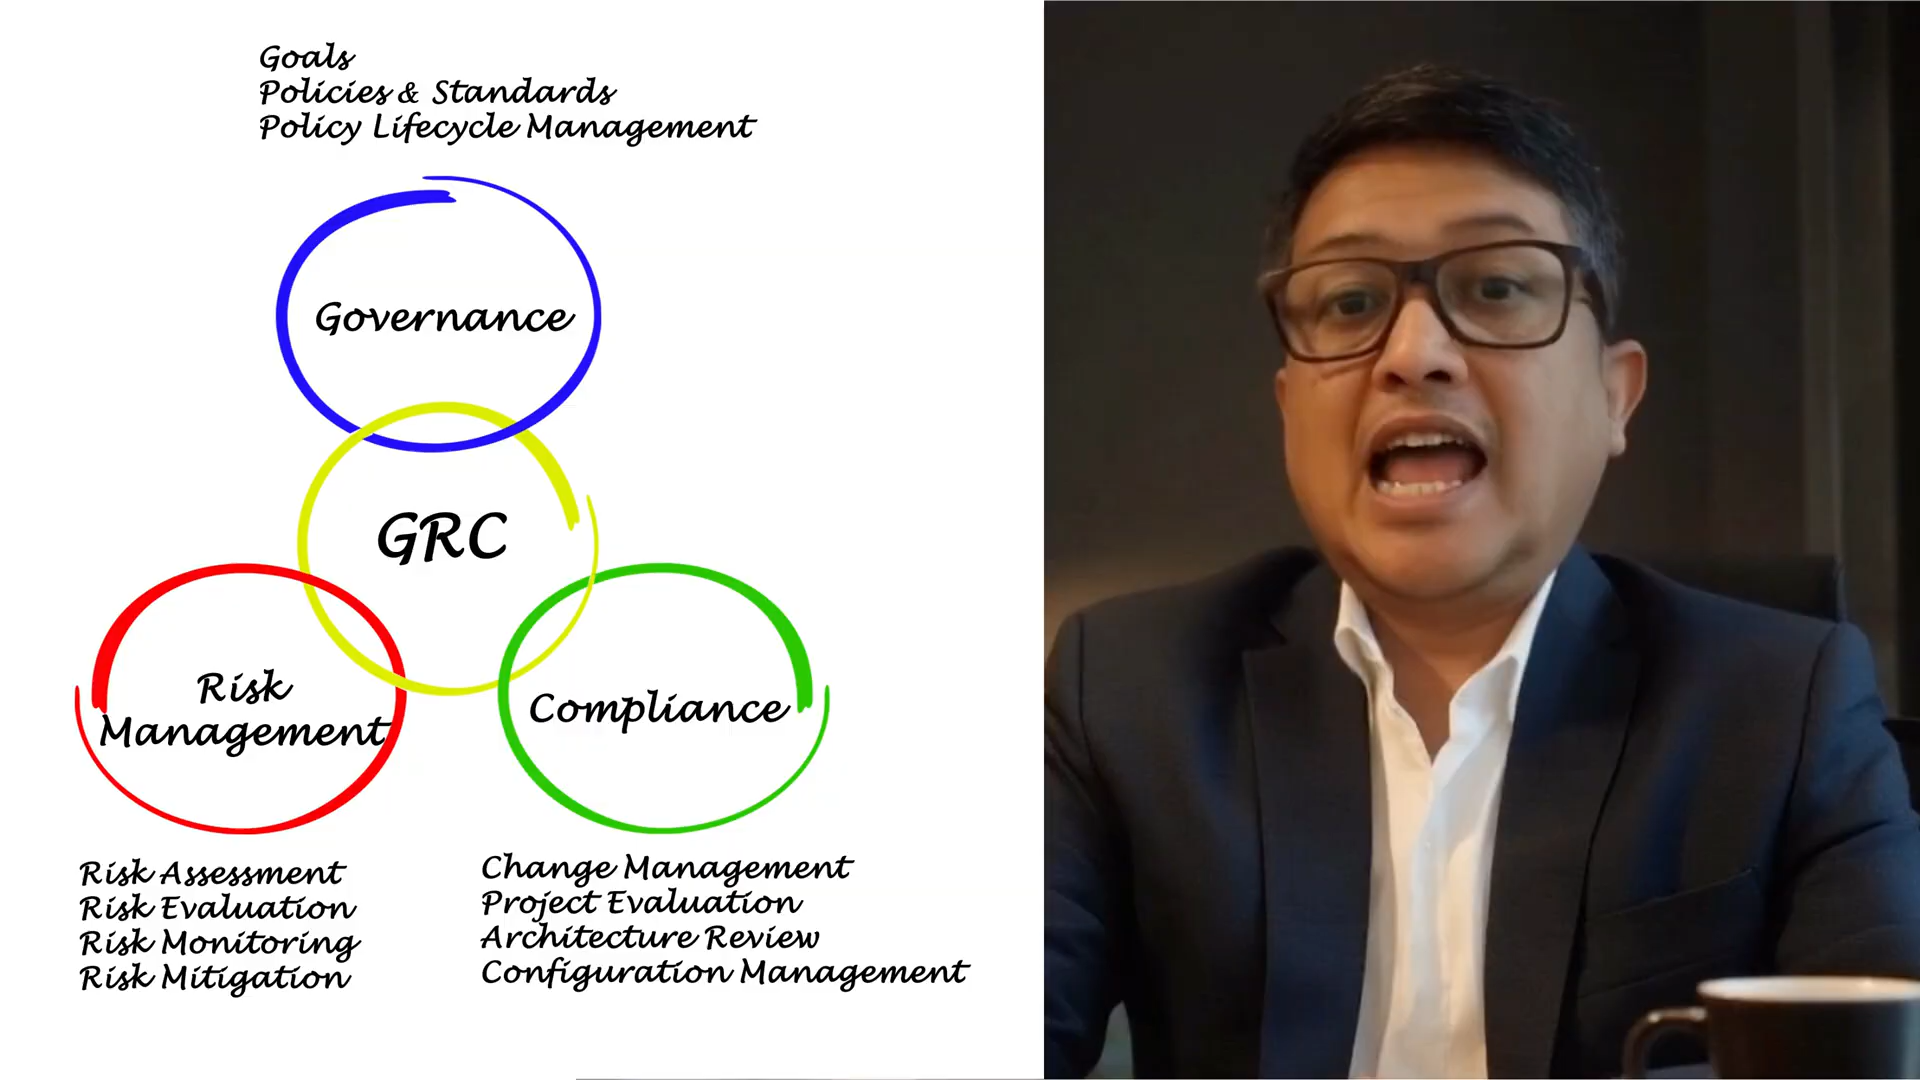 Goals
Policies & Standards
Policy Lifecycle Management
Governance
GRC
Risk
Management
Compliance
Risk Assessment
Risk Evaluation
Risk Monitoring
Risk Mitigation
Change Management
Project Evaluation
Architecture Review
Configuration Management